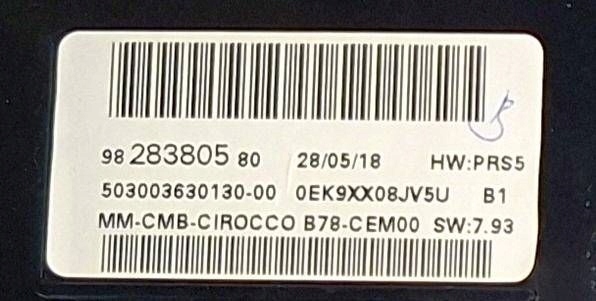 98 283805 80 28/05/18 HW:PRS5
503003630130-00 0EK9XX08JV5U B1
MM-CMB-CIROCCO B78-CEM00 SW:7.93